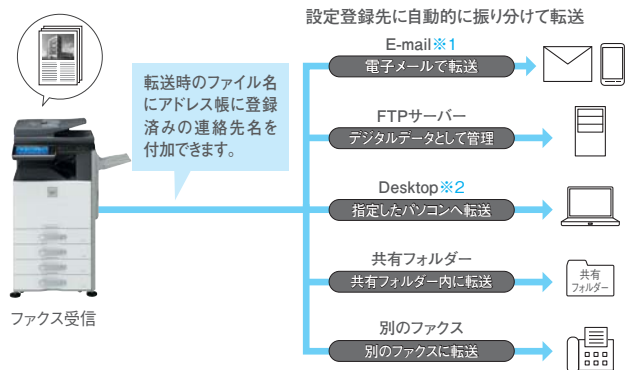 設定登録先に自動的に振り分けて転送
E-mail※1
電子メールで転送
転送時のファイル名
にアドレス帳に登録
済みの連絡先名を
付加できます。
FTPサーバー
デジタルデータとして管理
Desktop※2
指定したパソコンへ転送
共有フォルダー
共有フォルダー内に転送
共有
フォルダー
ファクス受信
別のファクス
別のファクスに転送